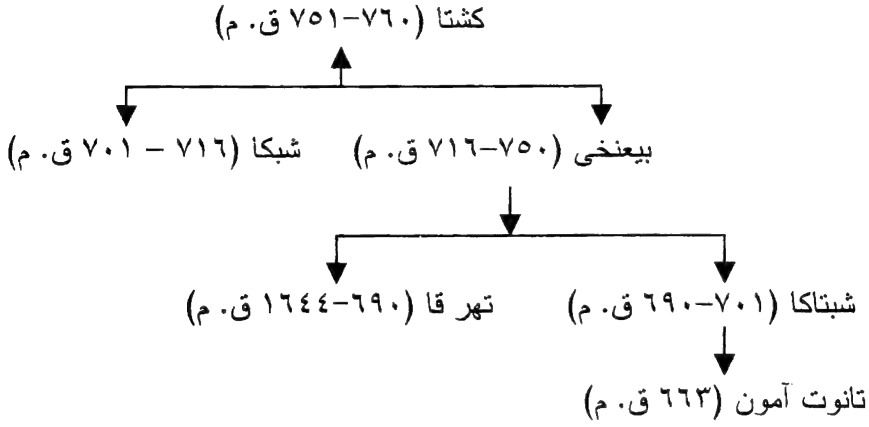 كشتا (٧٦٠–٧٥١ ق. م)
بيعنخى (٧٥٠–٧١٦ ق. م) شبكا (٧١٦ – ٧٠١ ق. م)
شبتاكا (٧٠١–٦٩٠ ق. م) تهر قا (٦٩٠–١٦٤٤ ق. م)
تانوت آمون (٦٦٣ ق. م)